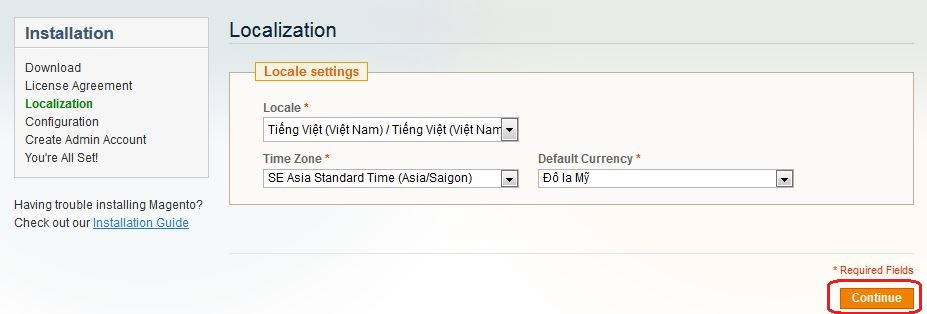 Installation
Download
License Agreement
Localization
Configuration
Create Admin Account
You're All Set!
Having trouble installing Magento?
Check out our Installation Guide
Localization
Locale settings
Locale *
Tiếng Việt (Việt Nam) / Tiếng Việt (Việt Nam
Time Zone *
SE Asia Standard Time (Asia/Saigon)
Default Currency *
Đô la Mỹ
* Required Fields
Continue